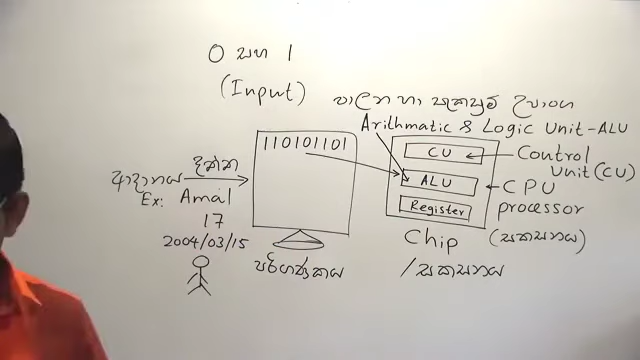 0 සහ 1
(Input)
පාලන හා සැකසුම් උපාංග
Arithmatic & Logic Unit-ALU
110101101
CU
Control
Unit (CU)
දත්ත
ආදානය
Ex: Amal
17
2004/03/15
ALU
CPU
processor
(සකසනය)
Register
Chip
/සකසනය
පරිගණකය